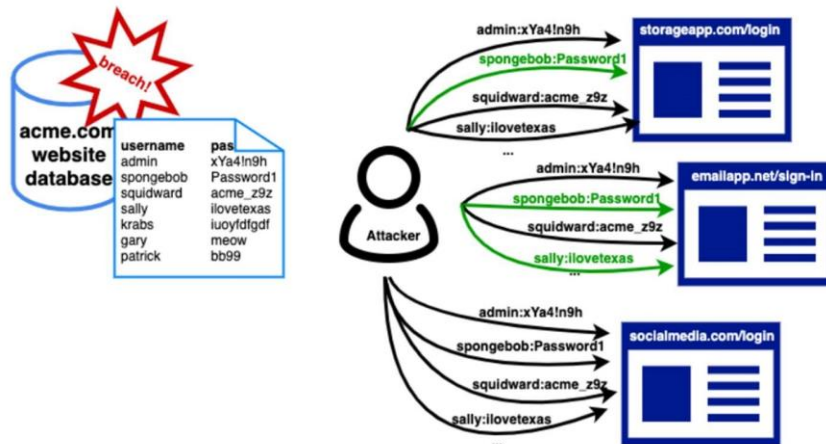 breach!
acme.com
website
database
username pas
admin xYa4!n9h
spongebob Password1
squidward acme_z9z
sally ilovetexas
krabs iuoyfdfgdf
gary meow
patrick bb99
Attacker
admin:xYa4!n9h
spongebob:Password1
squidward:acme_z9z
sally:ilovetexas
...
storageapp.com/login
admin:xYa4!n9h
spongebob:Password1
squidward:acme_z9z
sally:ilovetexas
...
emailapp.net/sign-in
admin:xYa4!n9h
spongebob:Password1
squidward:acme_z9z
sally:ilovetexas
...
socialmedia.com/login